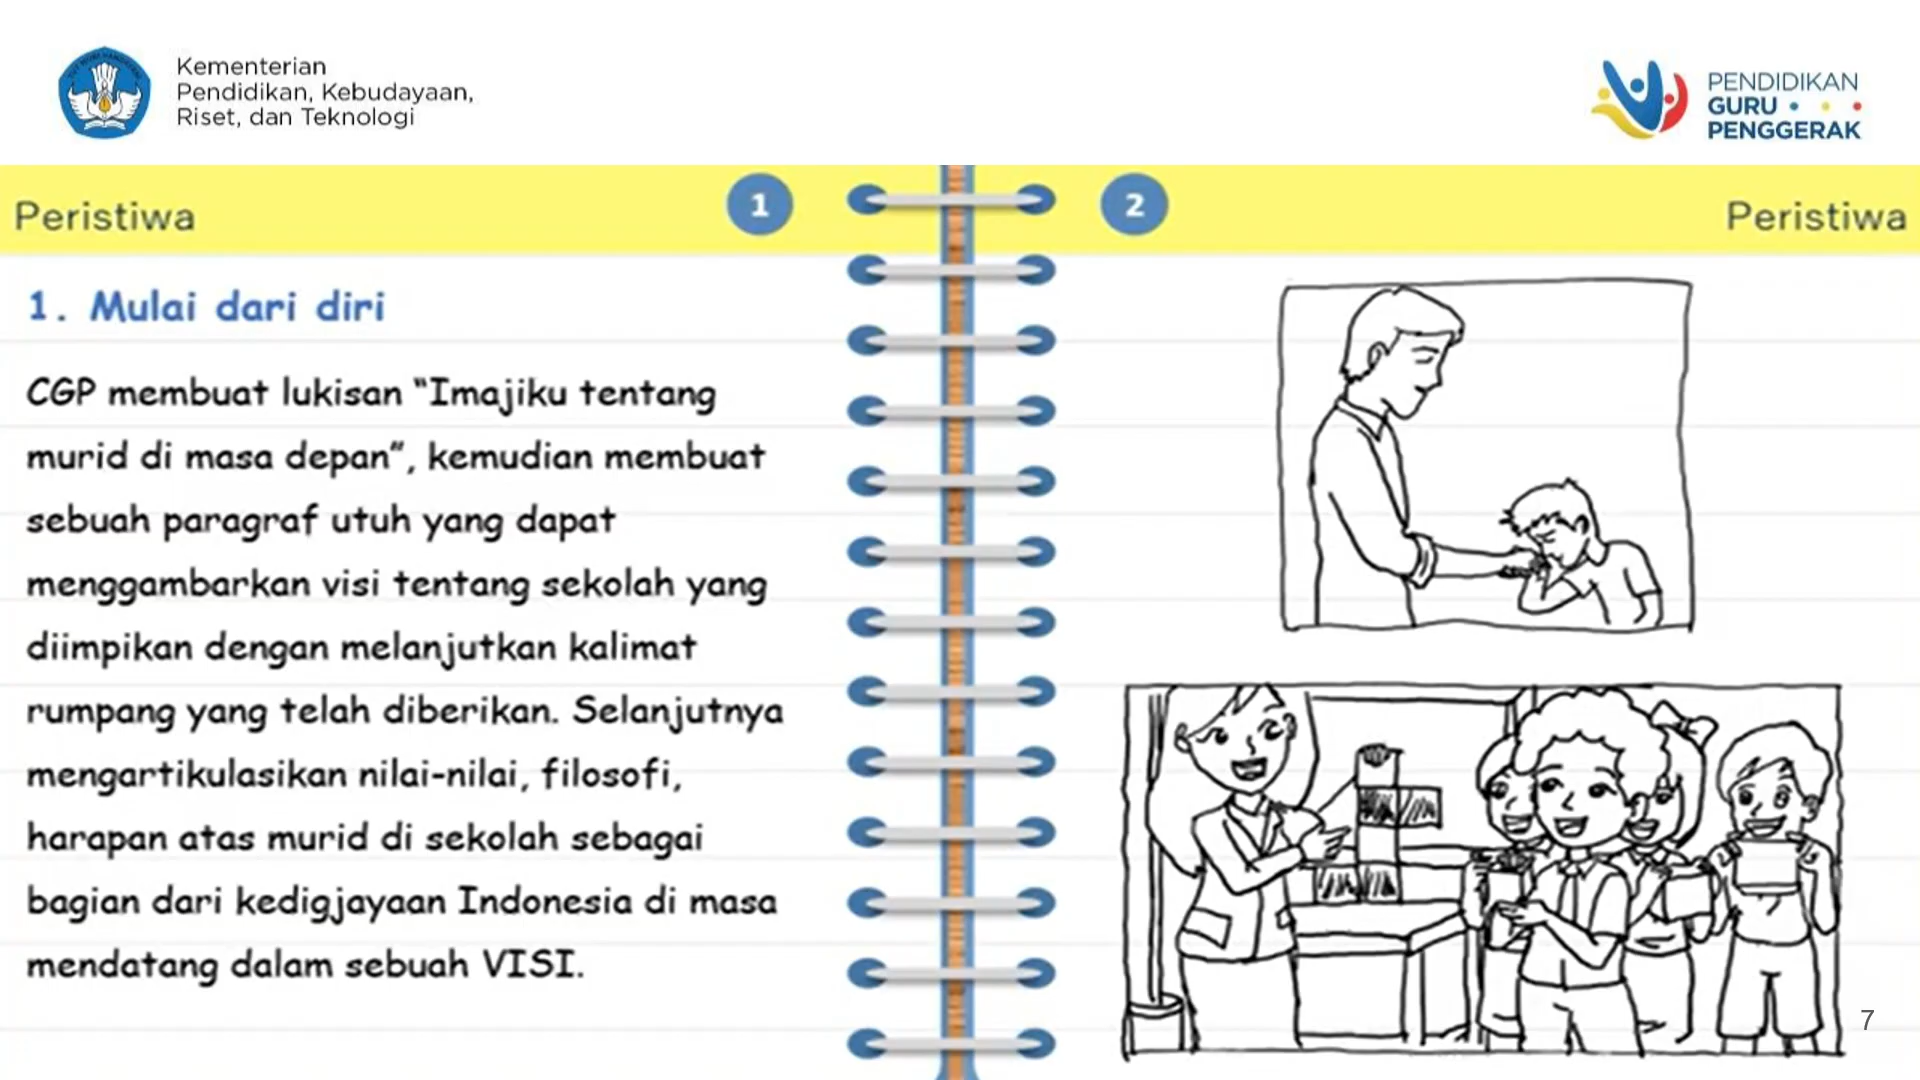 Kementerian
Pendidikan, Kebudayaan,
Riset, dan Teknologi
PENDIDIKAN
GURU
PENGGERAK
Peristiwa
1
2
Peristiwa
1. Mulai dari diri
CGP membuat lukisan “Imajiku tentang
murid di masa depan”, kemudian membuat
sebuah paragraf utuh yang dapat
menggambarkan visi tentang sekolah yang
diimpikan dengan melanjutkan kalimat
rumpang yang telah diberikan. Selanjutnya
mengartikulasikan nilai-nilai, filosofi,
harapan atas murid di sekolah sebagai
bagian dari kedigjayaan Indonesia di masa
mendatang dalam sebuah VISI.
7